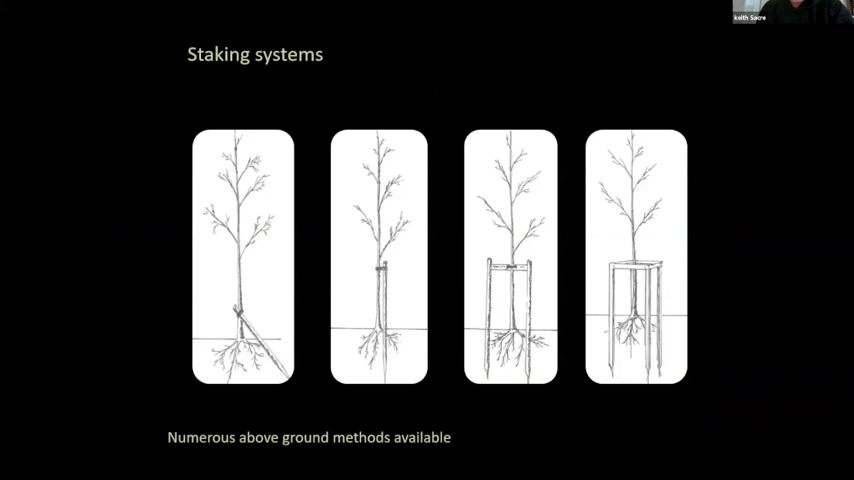 keith Sacre
Staking systems
Numerous above ground methods available